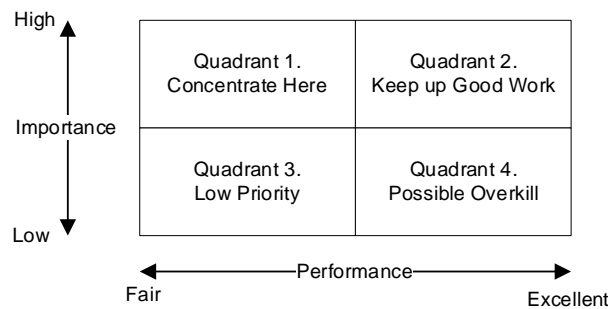 High
Quadrant 1.
Concentrate Here
Quadrant 2.
Keep up Good Work
Importance
Quadrant 3.
Low Priority
Quadrant 4.
Possible Overkill
Low
Performance
Fair
Excellent